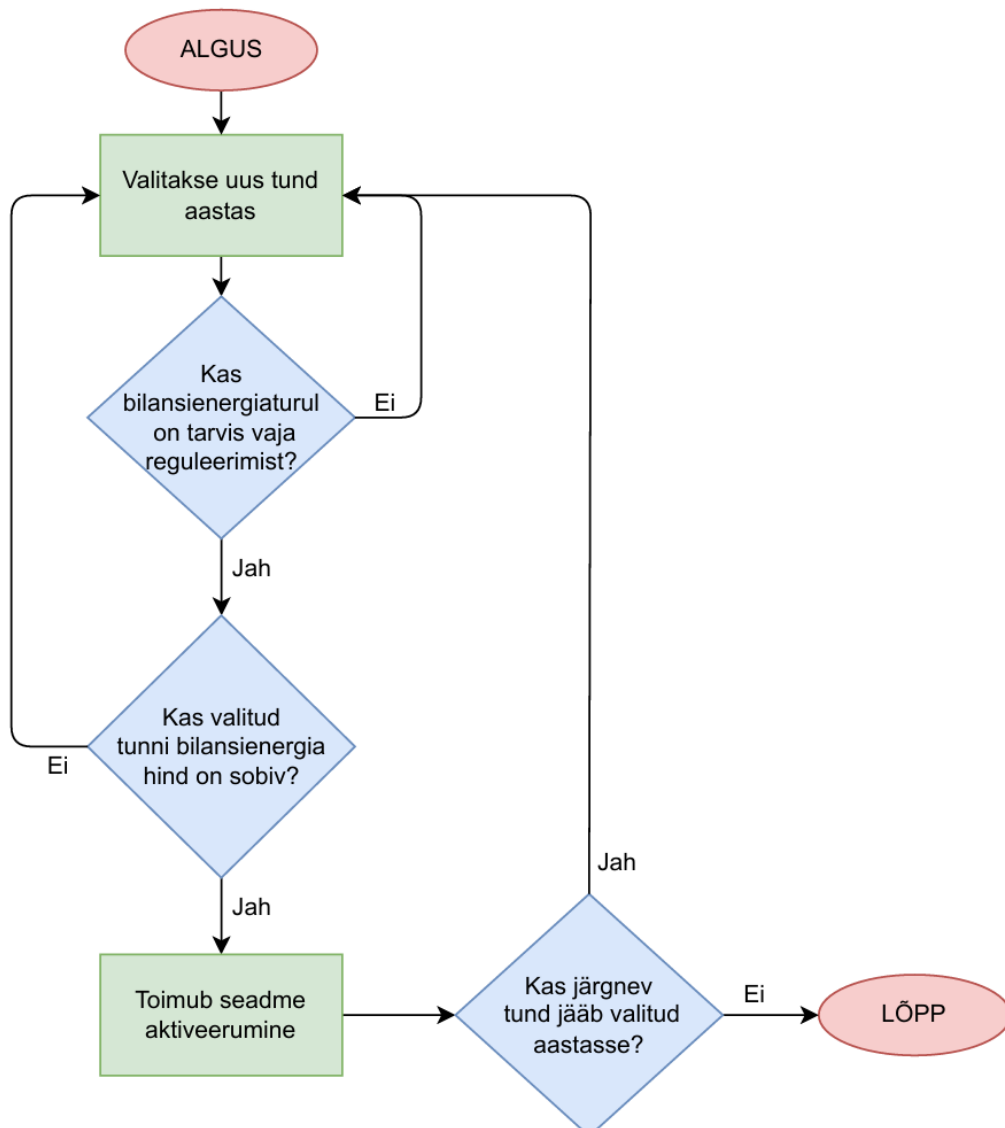 ALGUS
Valitakse uus tund
aastas
Kas
bilansienergiaturul
on tarvis vaja
reguleerimist?
Ei
Jah
Kas valitud
tunni bilansienergia
hind on sobiv?
Ei
Jah
Toimub seadme
aktiveerumine
Jah
Kas järgnev
tund jääb valitud
aastasse?
Ei
LÕPP